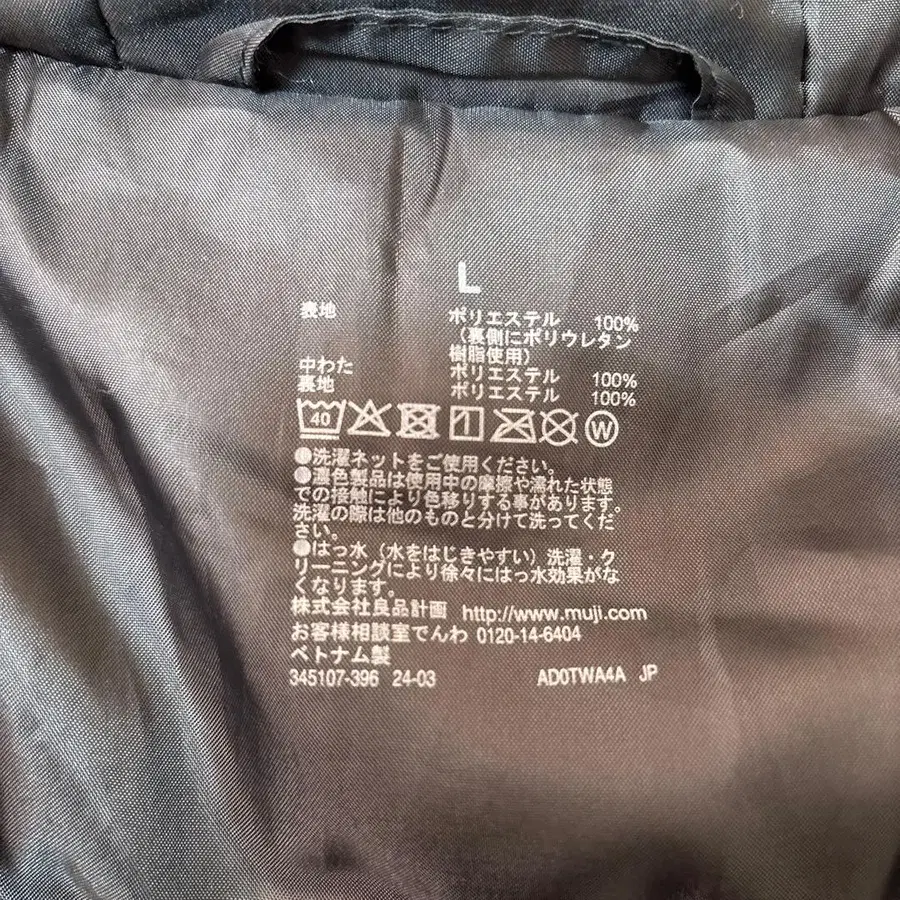 L
表地 ポリエステル 100%
（裏側にポリウレタン
樹脂使用）
中わた ポリエステル 100%
裏地 ポリエステル 100%
40 W
●洗濯ネットをご使用ください。
●濃色製品は使用中の摩擦や濡れた状態
での接触により色移りする事があります。
洗濯の際は他のものと分けて洗ってくだ
さい。
●はっ水（水をはじきやすい）洗濯・ク
リーニングにより徐々にはっ水効果がな
くなります。
株式会社良品計画 http://www.muji.com
お客様相談室でんわ 0120-14-6404
ベトナム製
345107-396 24-03 AD0TWA4A JP